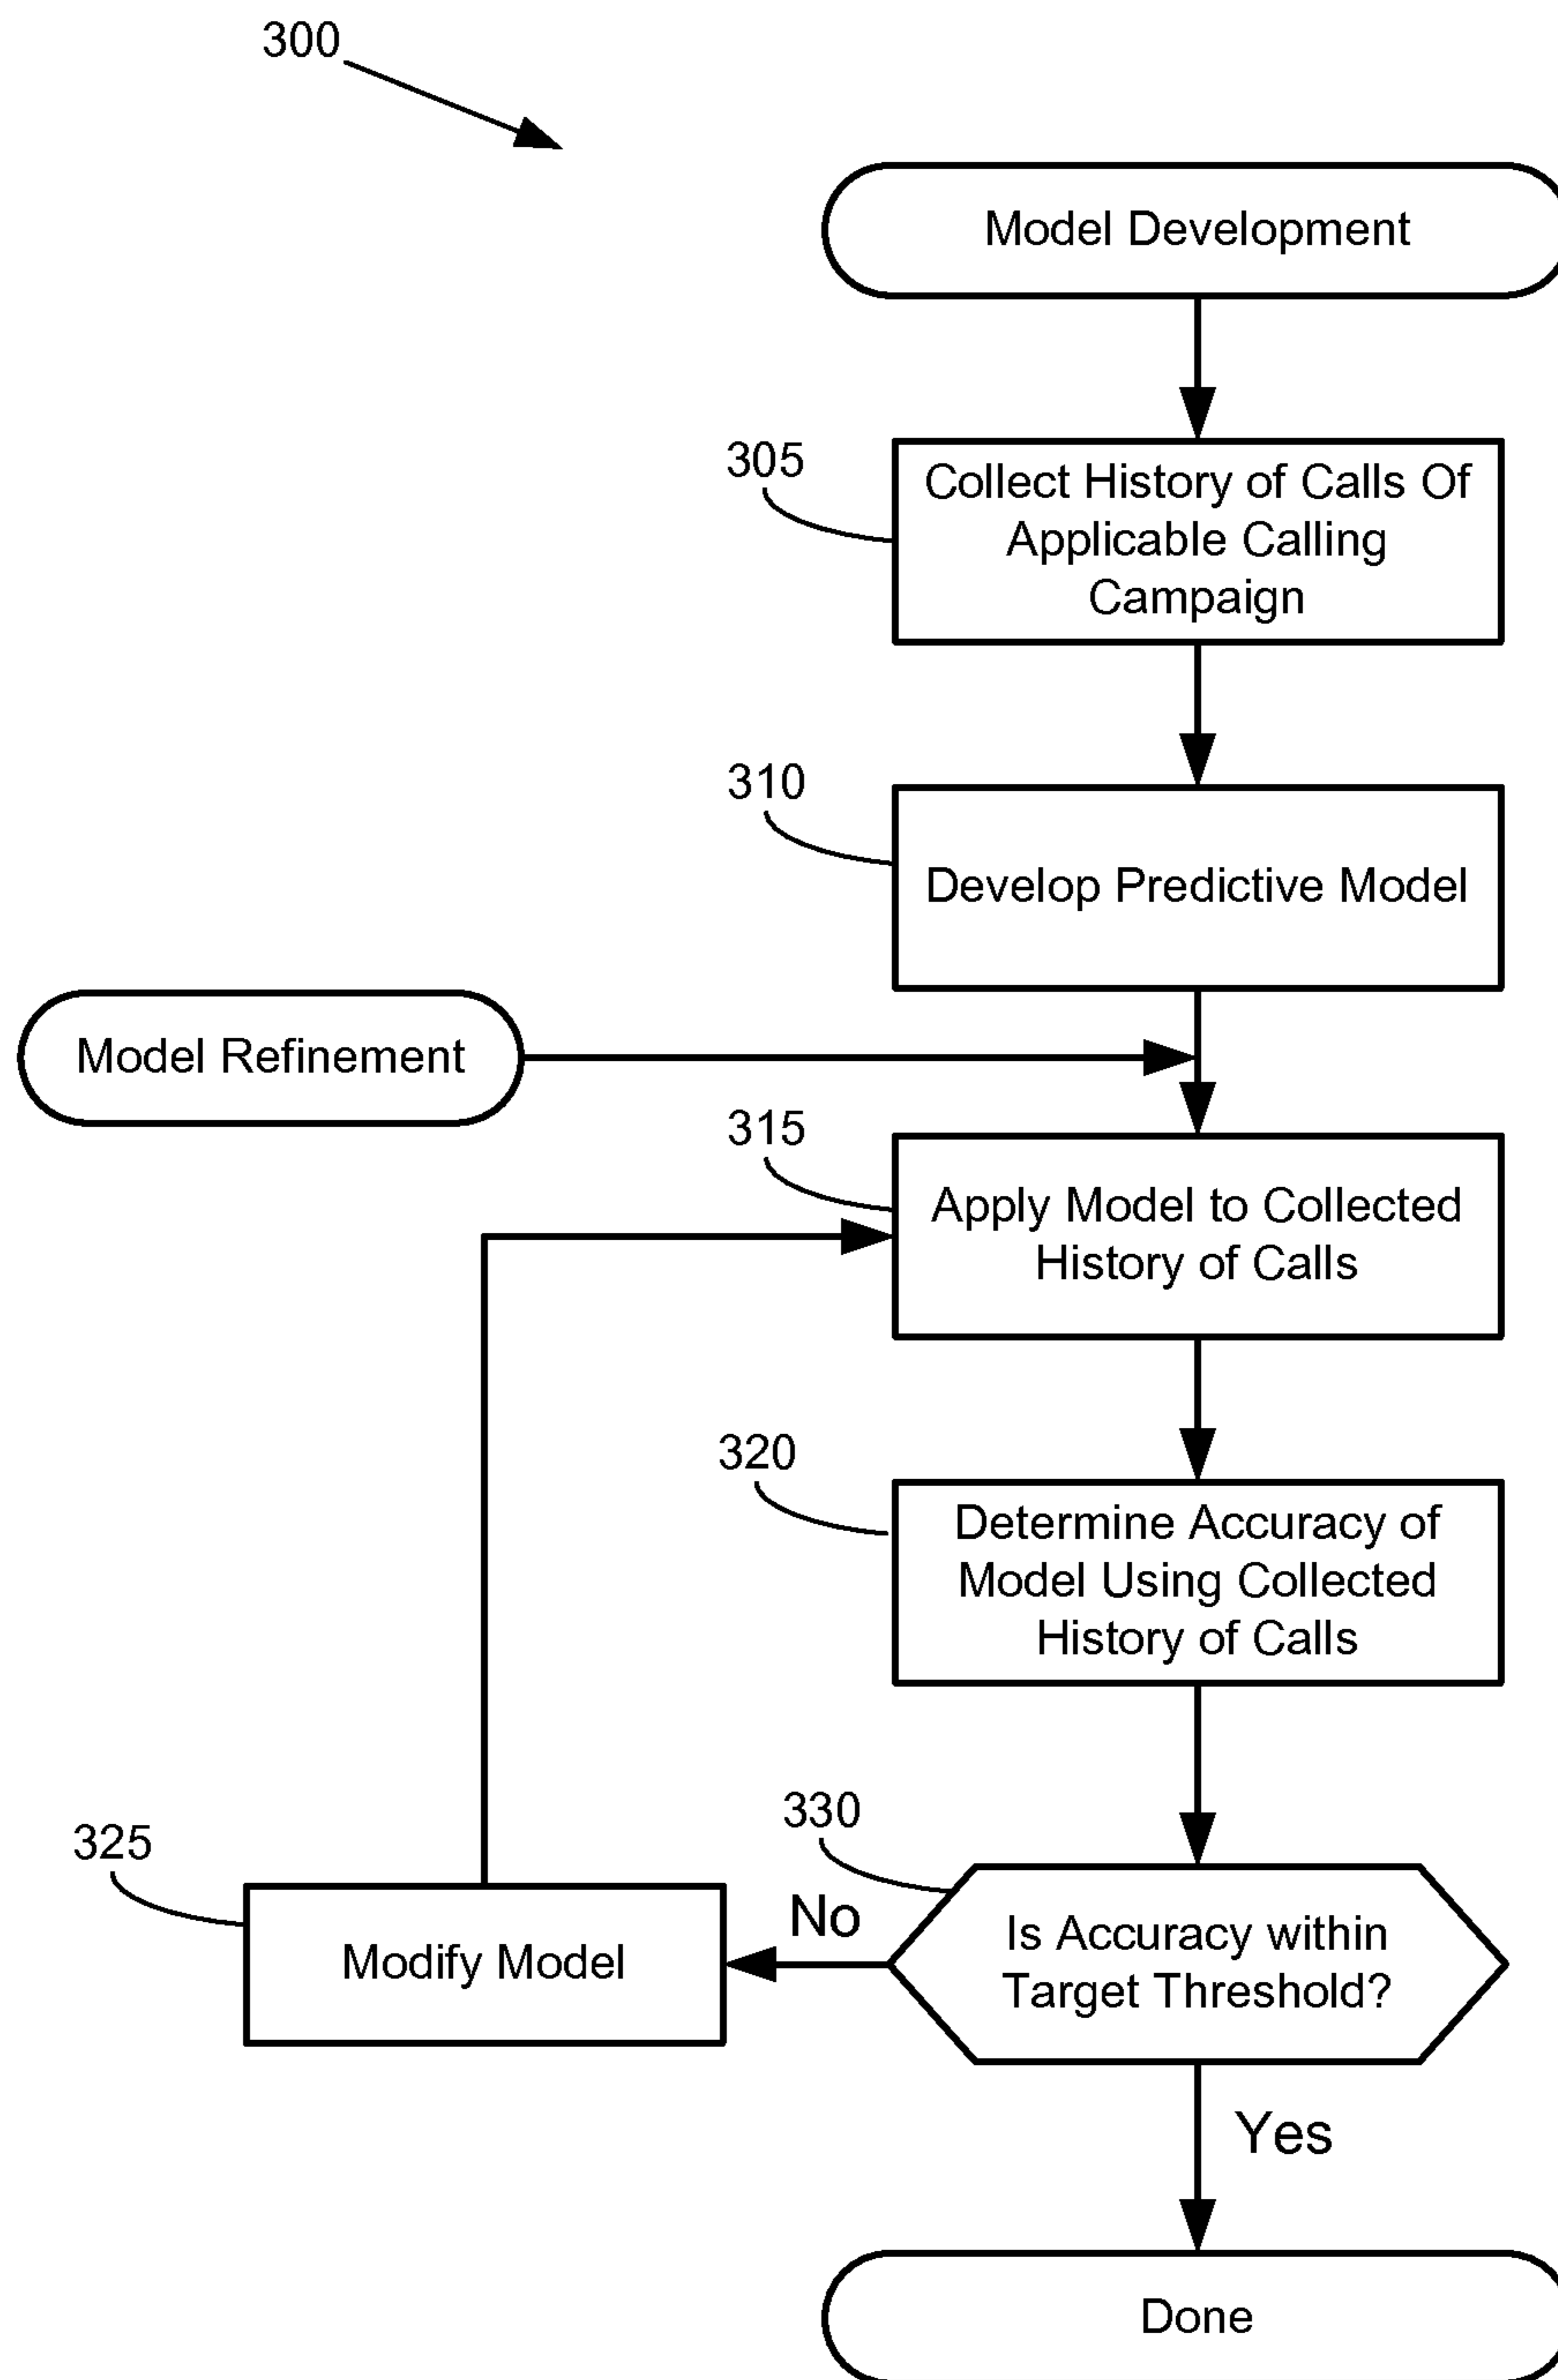 300
Model Development
305
Collect History of Calls Of
Applicable Calling
Campaign
310
Develop Predictive Model
Model Refinement
315
Apply Model to Collected
History of Calls
320
Determine Accuracy of
Model Using Collected
History of Calls
330
325
No
Is Accuracy within
Target Threshold?
Modify Model
Yes
Done